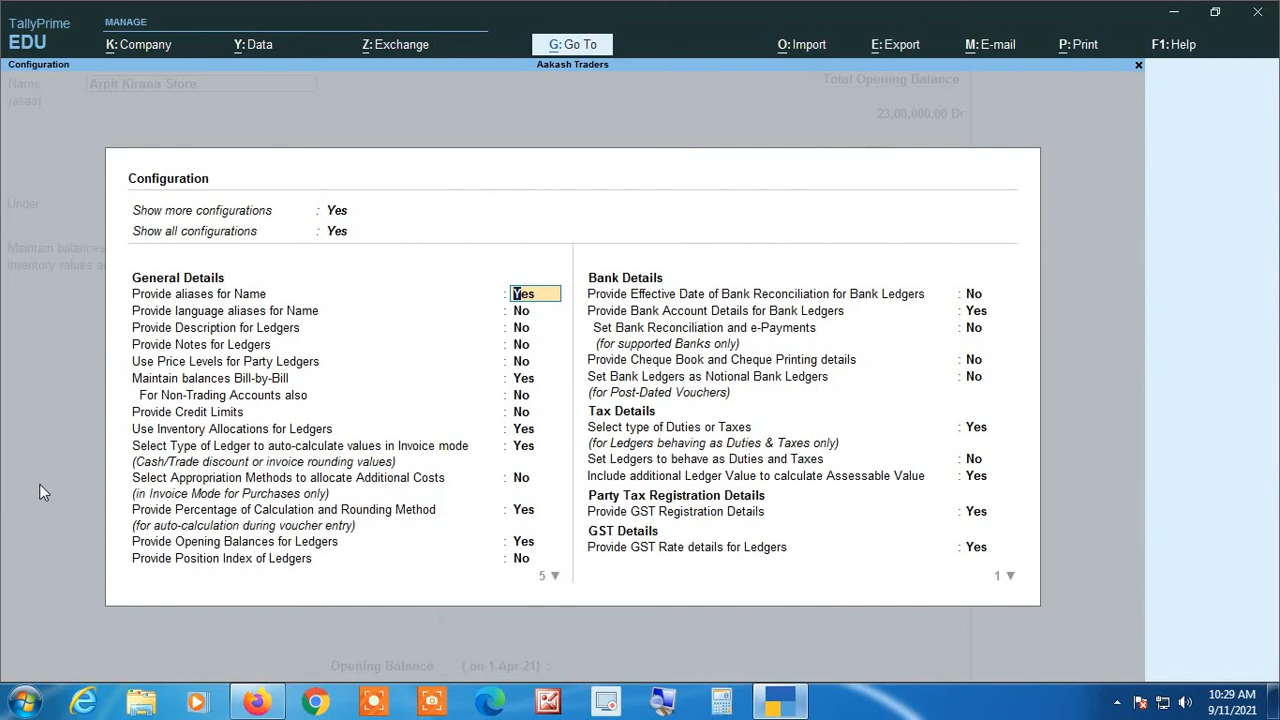 TallyPrime
EDU
MANAGE
K: Company
Y: Data
Z: Exchange
G: Go To
O: Import
E: Export
M: E-mail
P: Print
F1: Help
Configuration
Aakash Traders
Name
Arpit Kirana Store
Total Opening Balance
(alias)
23,00,000.00 Dr
Configuration
Show more configurations : Yes
Show all configurations : Yes
Under
Maintain balances
Inventory values
General Details
Provide aliases for Name : Yes
Provide language aliases for Name : No
Provide Description for Ledgers : No
Provide Notes for Ledgers : No
Use Price Levels for Party Ledgers : No
Maintain balances Bill-by-Bill : Yes
For Non-Trading Accounts also : No
Provide Credit Limits : No
Use Inventory Allocations for Ledgers : Yes
Select Type of Ledger to auto-calculate values in Invoice mode : Yes
(Cash/Trade discount or invoice rounding values)
Select Appropriation Methods to allocate Additional Costs : No
(in Invoice Mode for Purchases only)
Provide Percentage of Calculation and Rounding Method : Yes
(for auto-calculation during voucher entry)
Provide Opening Balances for Ledgers : Yes
Provide Position Index of Ledgers : No
5 ▼
Bank Details
Provide Effective Date of Bank Reconciliation for Bank Ledgers : No
Provide Bank Account Details for Bank Ledgers : Yes
Set Bank Reconciliation and e-Payments : No
(for supported Banks only)
Provide Cheque Book and Cheque Printing details : No
Set Bank Ledgers as Notional Bank Ledgers : No
(for Post-Dated Vouchers)
Tax Details
Select type of Duties or Taxes : Yes
(for Ledgers behaving as Duties & Taxes only)
Set Ledgers to behave as Duties and Taxes : No
Include additional Ledger Value to calculate Assessable Value : Yes
Party Tax Registration Details
Provide GST Registration Details : Yes
GST Details
Provide GST Rate details for Ledgers : Yes
1 ▼
Opening Balance ( on 1-Apr-21) :
10:29 AM
9/11/2021